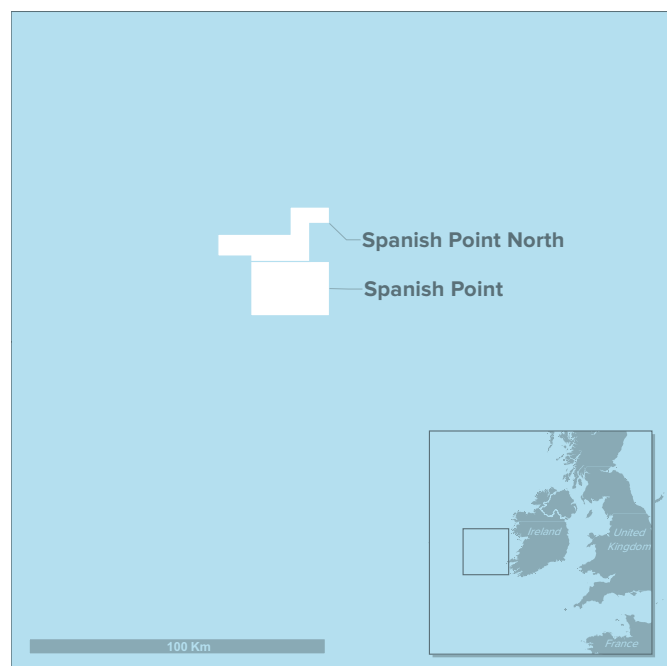 Spanish Point North
Spanish Point
Ireland
United
Kingdom
France
100 Km